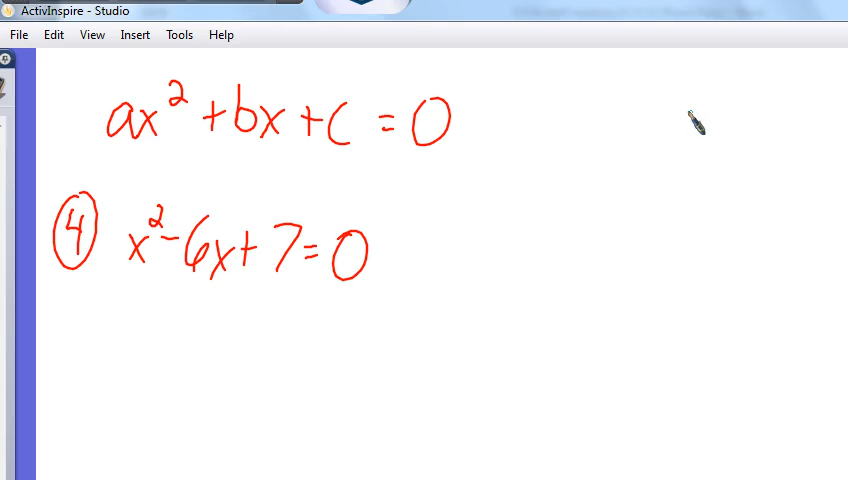 ActivInspire - Studio
File Edit View Insert Tools Help
ax² + bx + c = 0
④ x² - 6x + 7 = 0